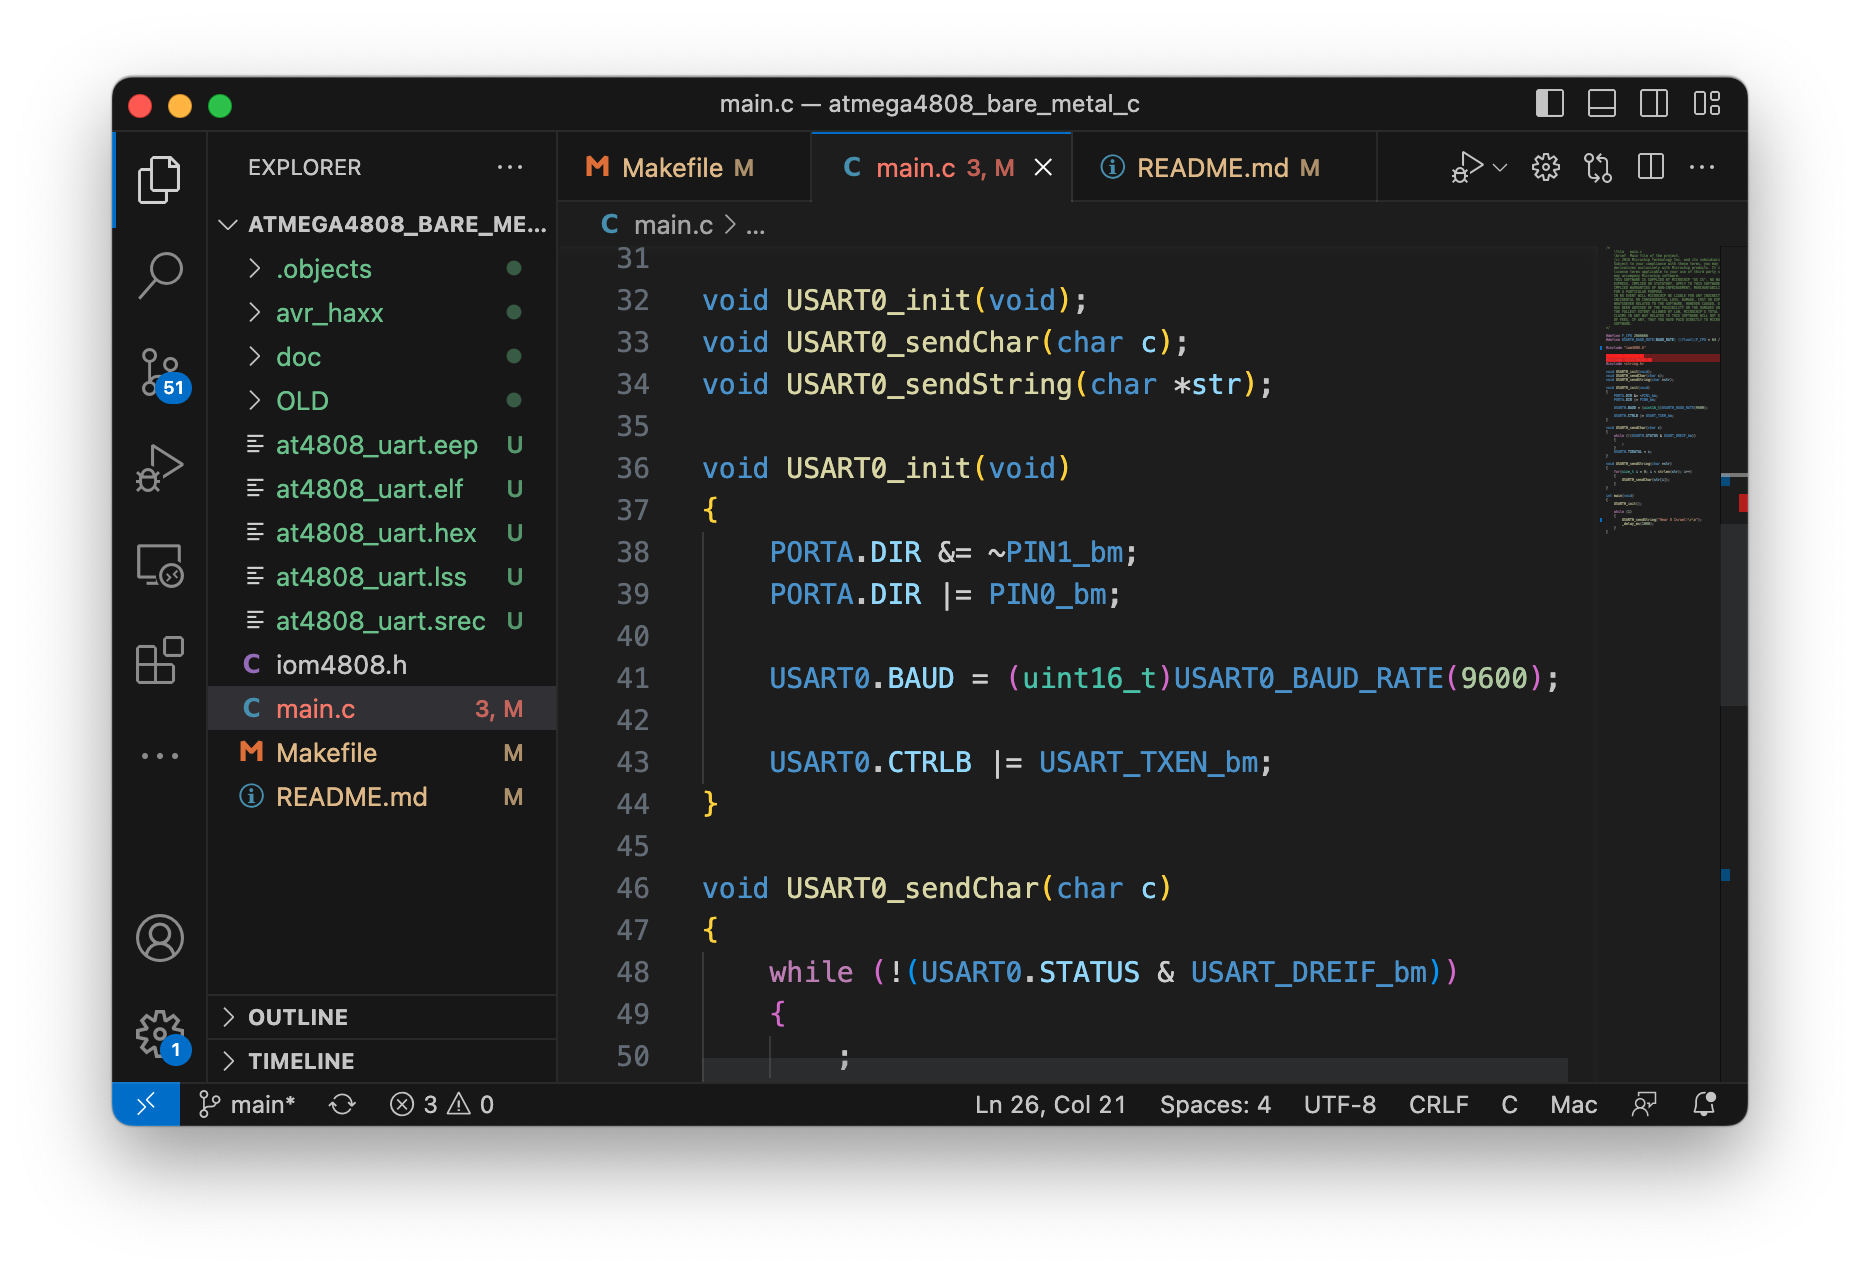 main.c — atmega4808_bare_metal_c
EXPLORER
Makefile M
main.c 3, M
README.md M
ATMEGA4808_BARE_ME...
main.c > ...
.objects
avr_haxx
doc
OLD
at4808_uart.eep U
at4808_uart.elf U
at4808_uart.hex U
at4808_uart.lss U
at4808_uart.srec U
C iom4808.h
C main.c 3, M
M Makefile M
README.md M
OUTLINE
TIMELINE
51
1
31
32 void USART0_init(void);
33 void USART0_sendChar(char c);
34 void USART0_sendString(char *str);
35
36 void USART0_init(void)
37 {
38 PORTA.DIR &= ~PIN1_bm;
39 PORTA.DIR |= PIN0_bm;
40
41 USART0.BAUD = (uint16_t)USART0_BAUD_RATE(9600);
42
43 USART0.CTRLB |= USART_TXEN_bm;
44 }
45
46 void USART0_sendChar(char c)
47 {
48 while (!(USART0.STATUS & USART_DREIF_bm))
49 {
50 ;
main* 3 0 Ln 26, Col 21 Spaces: 4 UTF-8 CRLF C Mac